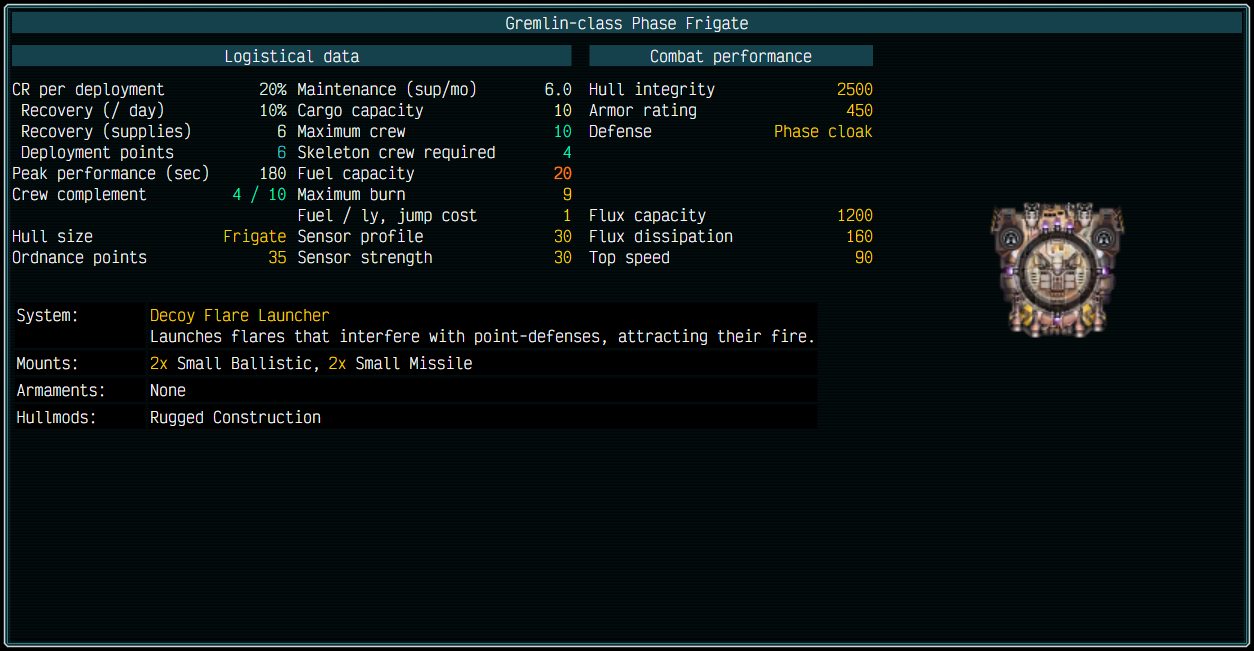 Gremlin-class Phase Frigate
Logistical data
Combat performance
CR per deployment 20% Maintenance (sup/mo) 6.0 Hull integrity 2500
Recovery (/ day) 10% Cargo capacity 10 Armor rating 450
Recovery (supplies) 6 Maximum crew 10 Defense Phase cloak
Deployment points 6 Skeleton crew required 4
Peak performance (sec) 180 Fuel capacity 20
Crew complement 4 / 10 Maximum burn 9
Fuel / ly, jump cost 1 Flux capacity 1200
Hull size Frigate Sensor profile 30 Flux dissipation 160
Ordnance points 35 Sensor strength 30 Top speed 90
System: Decoy Flare Launcher
Launches flares that interfere with point-defenses, attracting their fire.
Mounts: 2x Small Ballistic, 2x Small Missile
Armaments: None
Hullmods: Rugged Construction